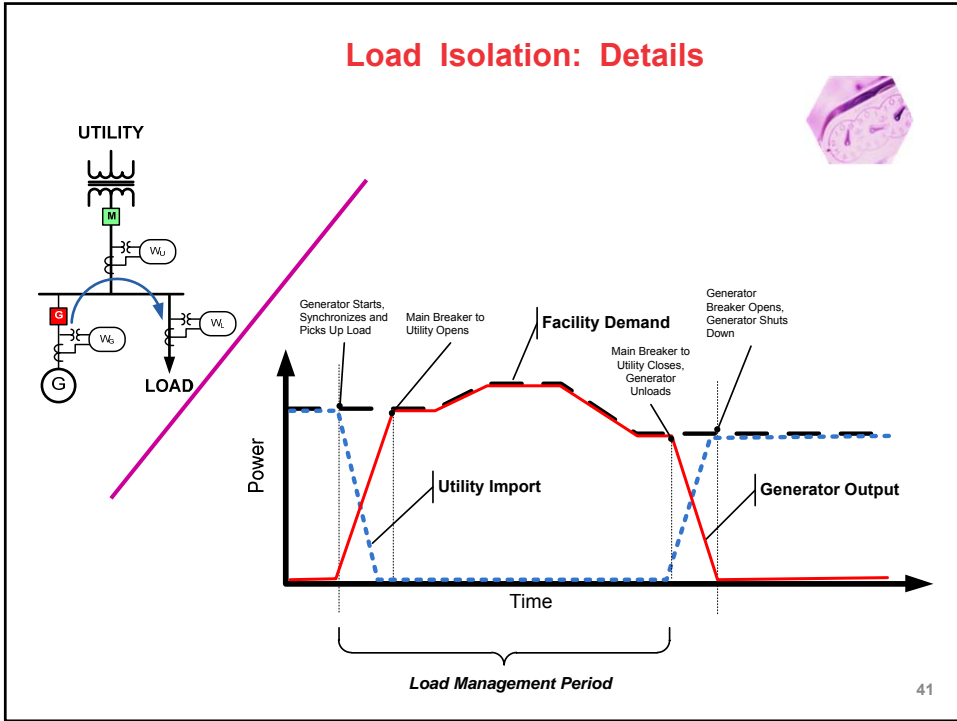 Load Isolation: Details
UTILITY
M
WU
G
WG
WL
G
LOAD
Generator Starts,
Synchronizes and
Picks Up Load
Main Breaker to
Utility Opens
Facility Demand
Main Breaker to
Utility Closes,
Generator
Unloads
Generator
Breaker Opens,
Generator Shuts
Down
Power
Utility Import
Generator Output
Time
Load Management Period
41